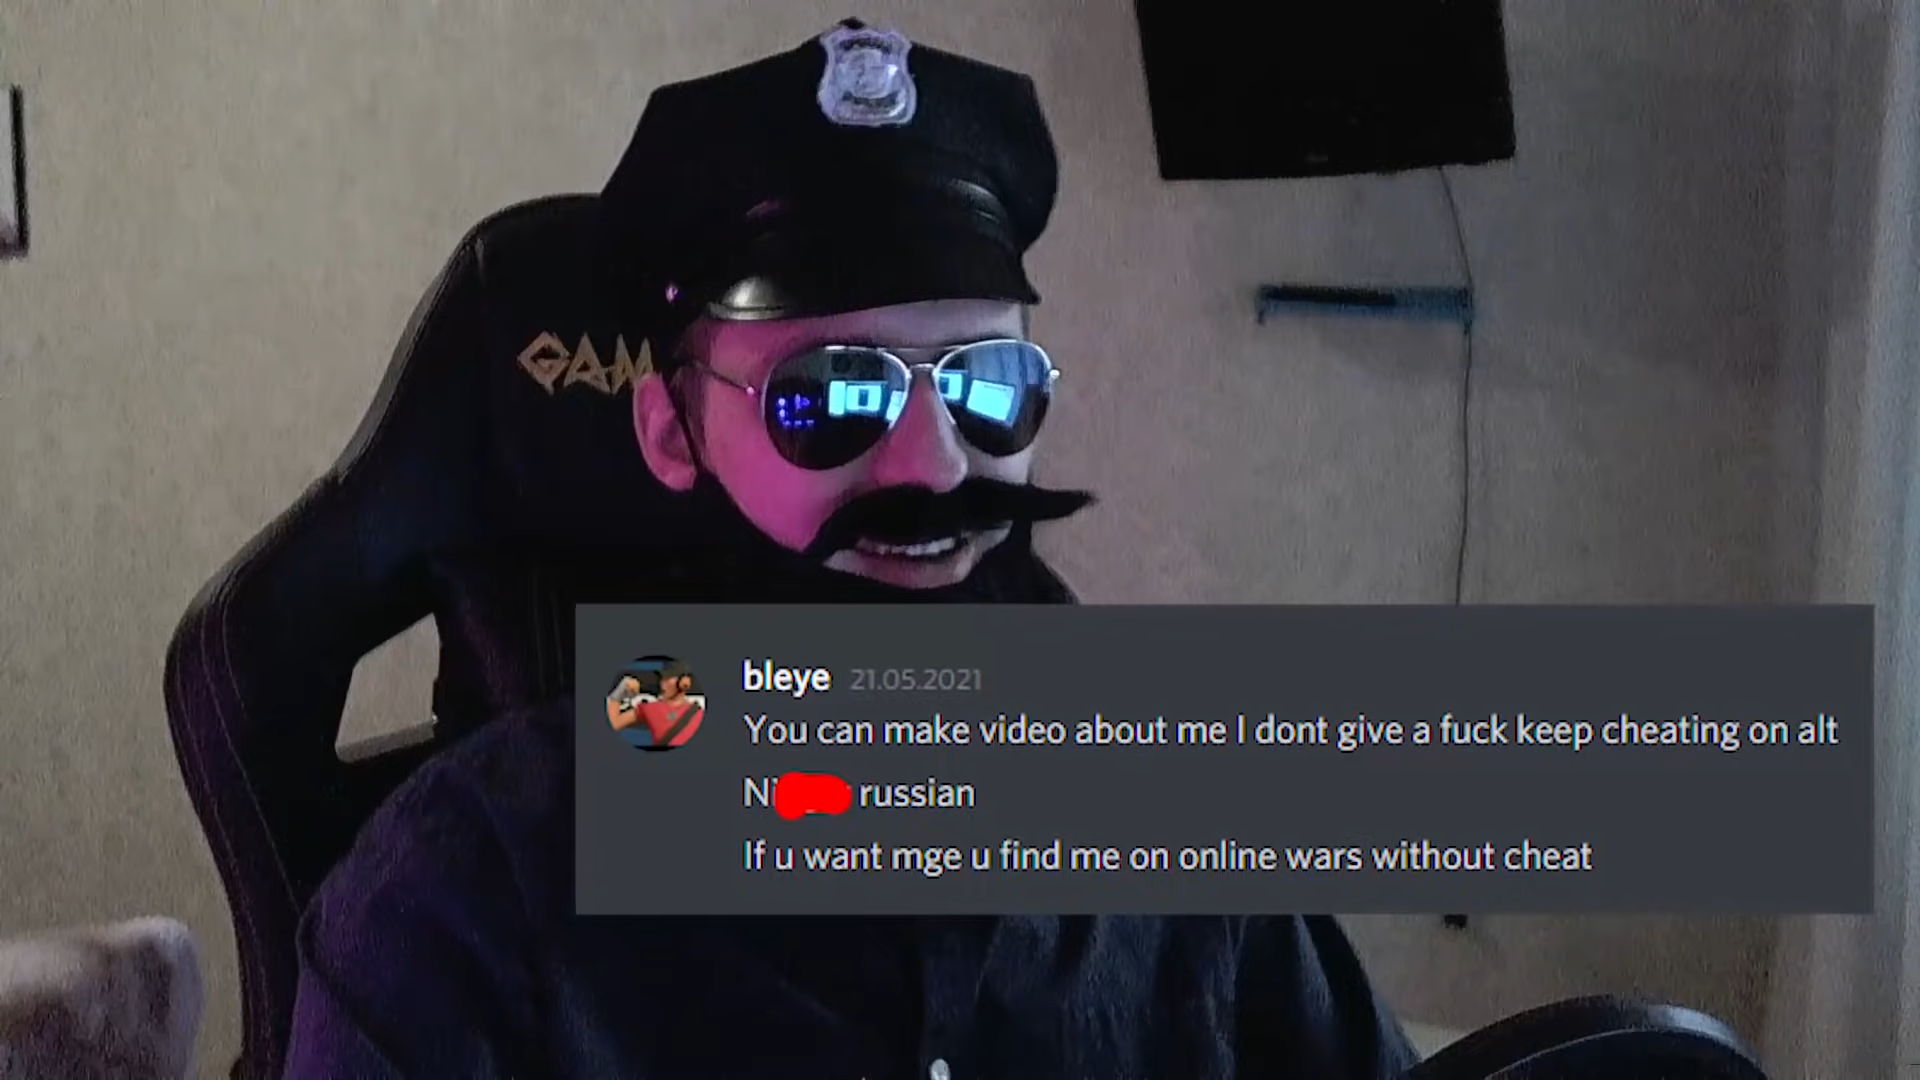 GAM
bleye 21.05.2021
You can make video about me I dont give a fuck keep cheating on alt
Ni russian
If u want mge u find me on online wars without cheat